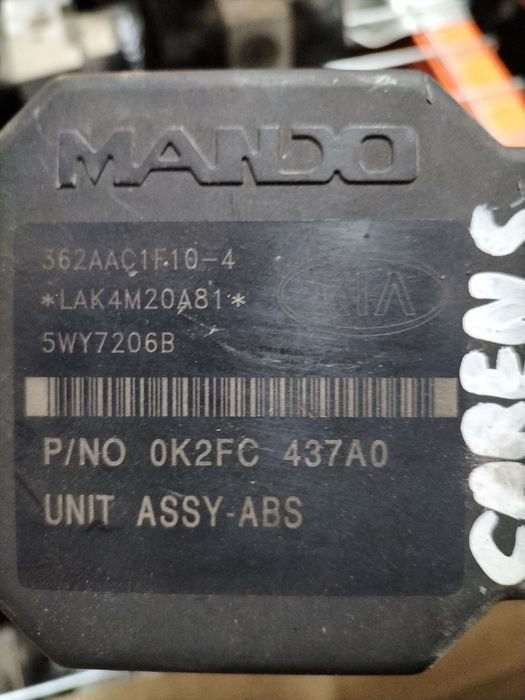 MANDO
362AAC1F10-4
KIA
*LAK4M20A81*
5WY7206B
P/NO 0K2FC 437A0
UNIT ASSY-ABS
CARENS